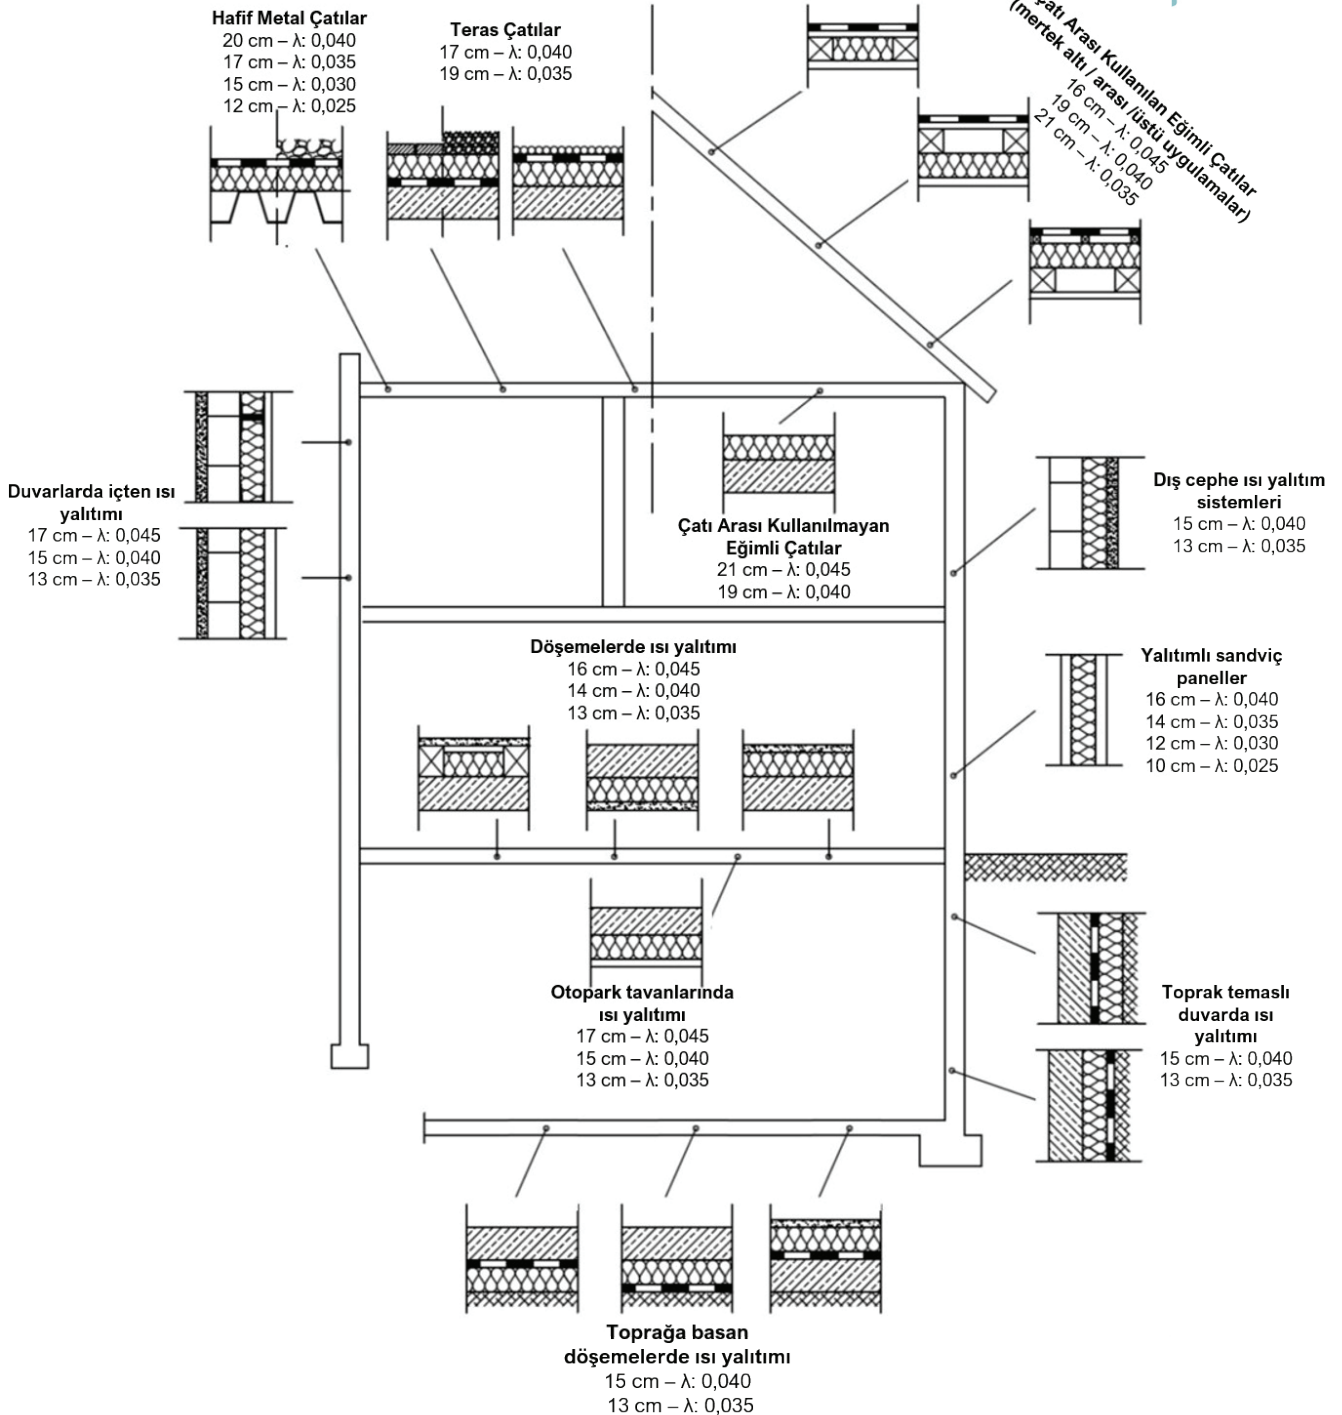 Hafif Metal Çatılar
20 cm – λ: 0,040
17 cm – λ: 0,035
15 cm – λ: 0,030
12 cm – λ: 0,025
Teras Çatılar
17 cm – λ: 0,040
19 cm – λ: 0,035
Çatı Arası Kullanılan Eğimli Çatılar
(mertek altı / arası /üstü uygulamalar)
16 cm – λ: 0,045
19 cm – λ: 0,040
21 cm – λ: 0,035
Duvarlarda içten ısı
yalıtımı
17 cm – λ: 0,045
15 cm – λ: 0,040
13 cm – λ: 0,035
Çatı Arası Kullanılmayan
Eğimli Çatılar
21 cm – λ: 0,045
19 cm – λ: 0,040
Dış cephe ısı yalıtım
sistemleri
15 cm – λ: 0,040
13 cm – λ: 0,035
Döşemelerde ısı yalıtımı
16 cm – λ: 0,045
14 cm – λ: 0,040
13 cm – λ: 0,035
Yalıtımlı sandviç
paneller
16 cm – λ: 0,040
14 cm – λ: 0,035
12 cm – λ: 0,030
10 cm – λ: 0,025
Otopark tavanlarında
ısı yalıtımı
17 cm – λ: 0,045
15 cm – λ: 0,040
13 cm – λ: 0,035
Toprak temaslı
duvarda ısı
yalıtımı
15 cm – λ: 0,040
13 cm – λ: 0,035
Toprağa basan
döşemelerde ısı yalıtımı
15 cm – λ: 0,040
13 cm – λ: 0,035